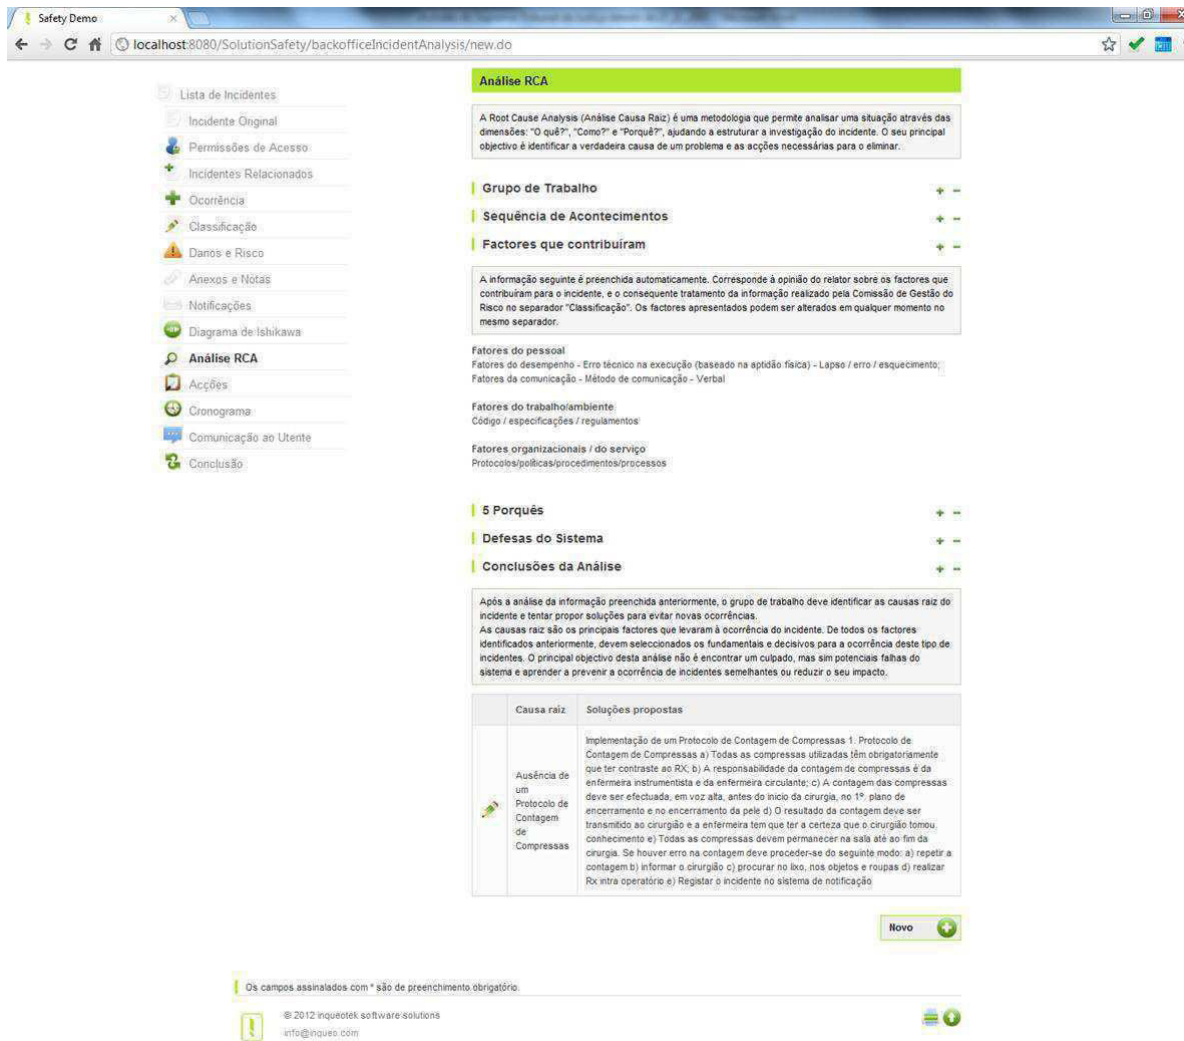 Safety Demo
localhost:8080/SolutionSafety/backofficeIncidentAnalysis/new.do
Lista de Incidentes
Incidente Original
Permissões de Acesso
Incidentes Relacionados
Ocorrência
Classificação
Danos e Risco
Anexos e Notas
Notificações
Diagrama de Ishikawa
Análise RCA
Acções
Cronograma
Comunicação ao Utente
Conclusão
Análise RCA
A Root Cause Analysis (Análise Causa Raiz) é uma metodologia que permite analisar uma situação através das
dimensões: "O quê?", "Como?" e "Porquê?", ajudando a estruturar a investigação do incidente. O seu principal
objectivo é identificar a verdadeira causa de um problema e as acções necessárias para o eliminar.
Grupo de Trabalho
Sequência de Acontecimentos
Factores que contribuíram
A informação seguinte é preenchida automaticamente. Corresponde à opinião do relator sobre os factores que
contribuíram para o incidente, e o consequente tratamento da informação realizado pela Comissão de Gestão do
Risco no separador "Classificação". Os factores apresentados podem ser alterados em qualquer momento no
mesmo separador.
Fatores do pessoal
Fatores do desempenho - Erro técnico na execução (baseado na aptidão física) - Lapso / erro / esquecimento;
Fatores da comunicação - Método de comunicação - Verbal
Fatores do trabalho/ambiente
Código / especificações / regulamentos
Fatores organizacionais / do serviço
Protocolos/políticas/procedimentos/processos
5 Porquês
Defesas do Sistema
Conclusões da Análise
Após a análise da informação preenchida anteriormente, o grupo de trabalho deve identificar as causas raiz do
incidente e tentar propor soluções para evitar novas ocorrências.
As causas raiz são os principais factores que levaram à ocorrência do incidente. De todos os factores
identificados anteriormente, devem seleccionados os fundamentais e decisivos para a ocorrência deste tipo de
incidentes. O principal objectivo desta análise não é encontrar um culpado, mas sim potenciais falhas do
sistema e aprender a prevenir a ocorrência de incidentes semelhantes ou reduzir o seu impacto.
Causa raíz
Soluções propostas
Ausência de
um
Protocolo de
Contagem
de
Compressas
Implementação de um Protocolo de Contagem de Compressas 1. Protocolo de
Contagem de Compressas a) Todas as compressas utilizadas têm obrigatoriamente
que ter contraste ao RX; b) A responsabilidade da contagem de compressas é da
enfermeira instrumentista e da enfermeira circulante; c) A contagem das compressas
deve ser efectuada, em voz alta, antes do inicio da cirurgia, no 1º. plano de
encerramento e no encerramento da pele d) O resultado da contagem deve ser
transmitido ao cirurgião e a enfermeira tem que ter a certeza que o cirurgião tomou
conhecimento e) Todas as compressas devem permanecer na sala até ao fim da
cirurgia. Se houver erro na contagem deve proceder-se do seguinte modo: a) repetir a
contagem b) informar o cirurgião c) procurar no lixo, nos objetos e roupas d) realizar
Rx intra operatório e) Registar o incidente no sistema de notificação
Novo
Os campos assinalados com * são de preenchimento obrigatório.
© 2012 inqueotek software solutions
info@inqueo.com